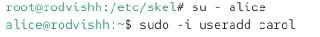 root@rodvishh:/etc/skel# su - alice
alice@rodvishh:~$ sudo -i useradd carol